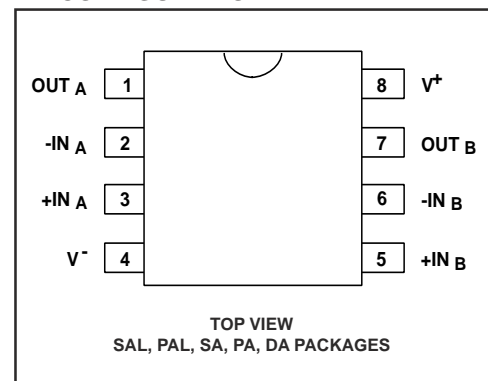 OUT A 1 8 V+
-IN A 2 7 OUT B
+IN A 3 6 -IN B
V- 4 5 +IN B
TOP VIEW
SAL, PAL, SA, PA, DA PACKAGES